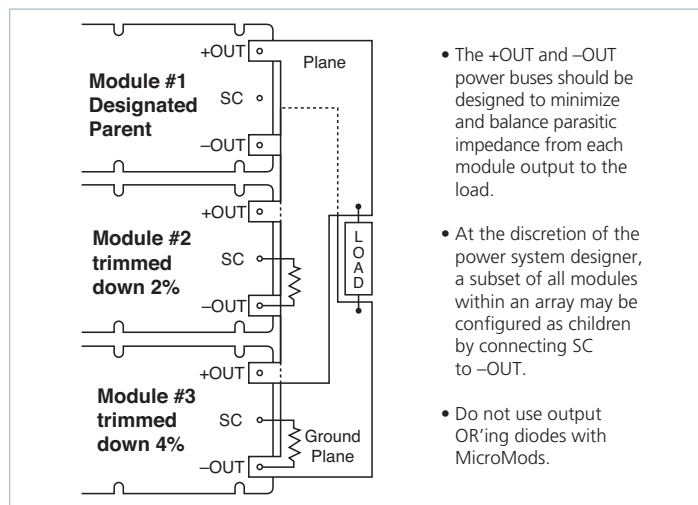 +OUT
Plane
Module #1
Designated
Parent
SC
–OUT
+OUT
Module #2
trimmed
down 2%
SC
–OUT
LOAD
+OUT
Module #3
trimmed
down 4%
SC
Ground
Plane
–OUT
• The +OUT and –OUT
power buses should be
designed to minimize
and balance parasitic
impedance from each
module output to the
load.
• At the discretion of the
power system designer,
a subset of all modules
within an array may be
configured as children
by connecting SC
to –OUT.
• Do not use output
OR'ing diodes with
MicroMods.